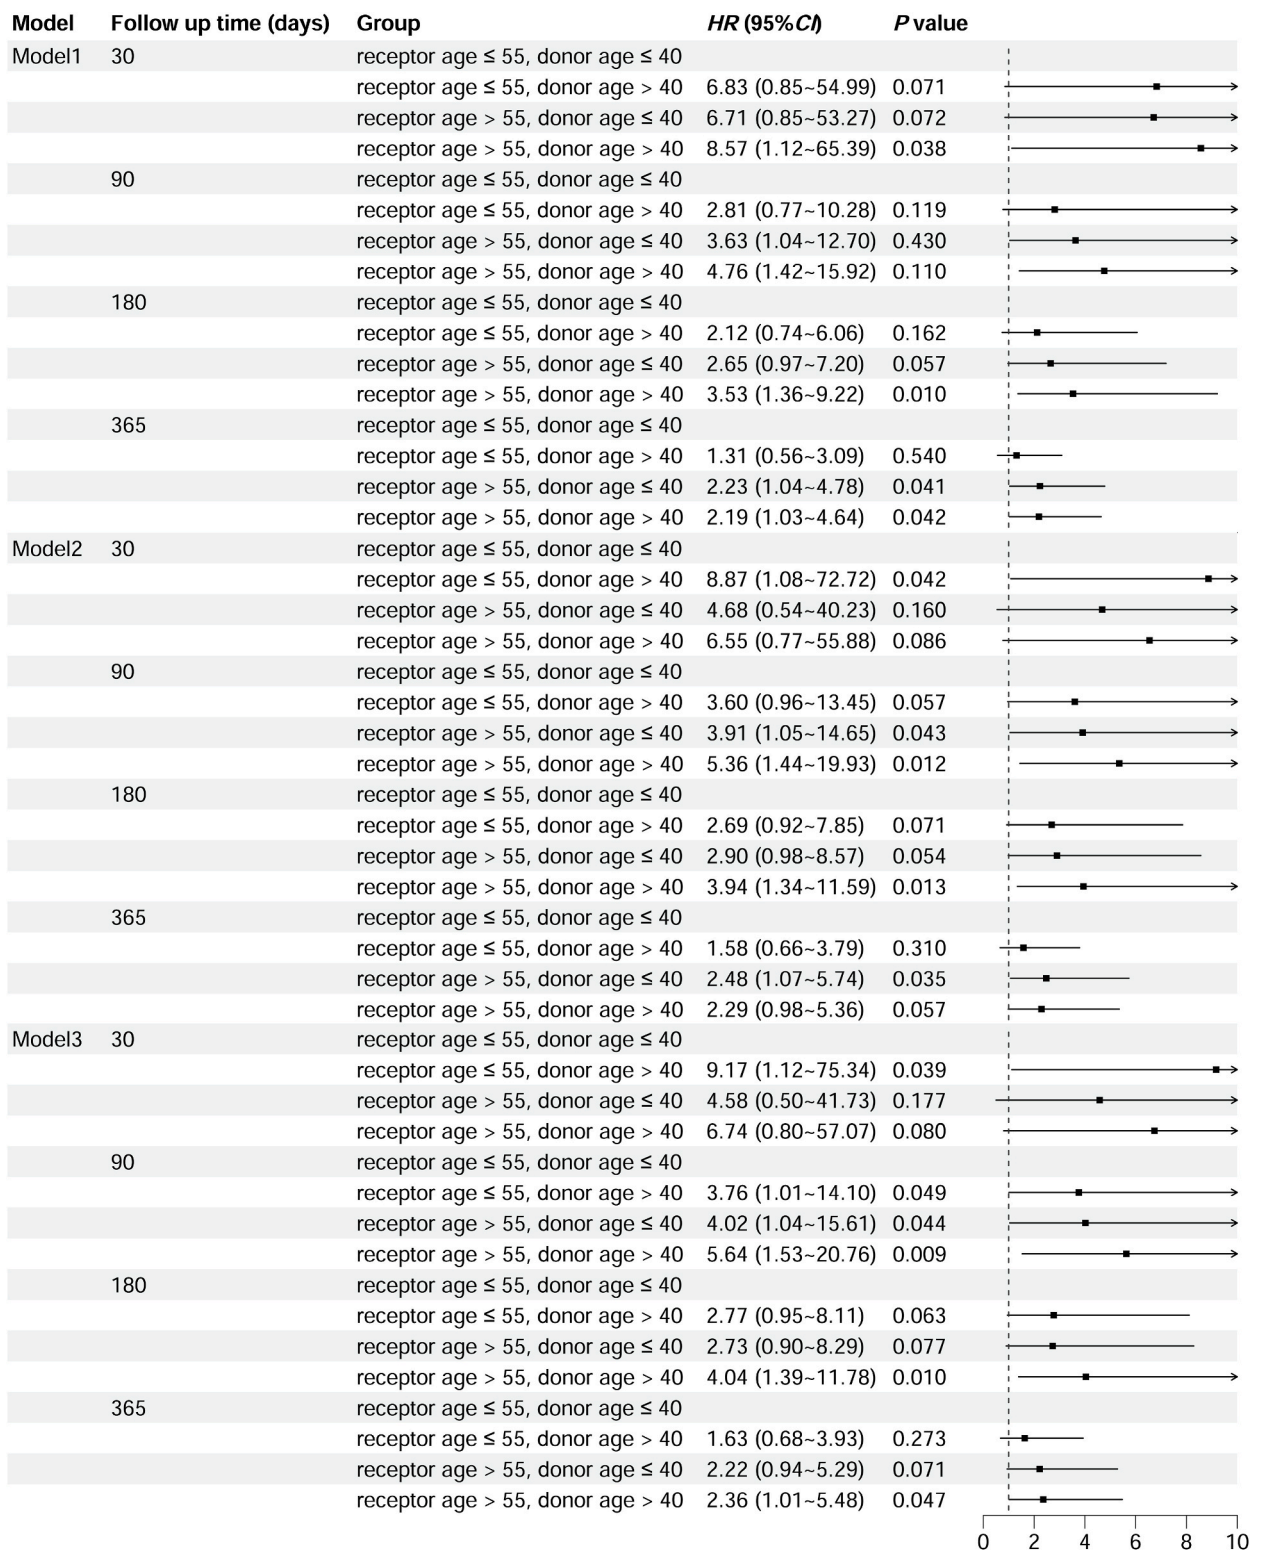 Model Follow up time (days) Group HR (95%CI) P value
Model1 30 receptor age ≤ 55, donor age ≤ 40
receptor age ≤ 55, donor age > 40 6.83 (0.85~54.99) 0.071
receptor age > 55, donor age ≤ 40 6.71 (0.85~53.27) 0.072
receptor age > 55, donor age > 40 8.57 (1.12~65.39) 0.038
90 receptor age ≤ 55, donor age ≤ 40
receptor age ≤ 55, donor age > 40 2.81 (0.77~10.28) 0.119
receptor age > 55, donor age ≤ 40 3.63 (1.04~12.70) 0.430
receptor age > 55, donor age > 40 4.76 (1.42~15.92) 0.110
180 receptor age ≤ 55, donor age ≤ 40
receptor age ≤ 55, donor age > 40 2.12 (0.74~6.06) 0.162
receptor age > 55, donor age ≤ 40 2.65 (0.97~7.20) 0.057
receptor age > 55, donor age > 40 3.53 (1.36~9.22) 0.010
365 receptor age ≤ 55, donor age ≤ 40
receptor age ≤ 55, donor age > 40 1.31 (0.56~3.09) 0.540
receptor age > 55, donor age ≤ 40 2.23 (1.04~4.78) 0.041
receptor age > 55, donor age > 40 2.19 (1.03~4.64) 0.042
Model2 30 receptor age ≤ 55, donor age ≤ 40
receptor age ≤ 55, donor age > 40 8.87 (1.08~72.72) 0.042
receptor age > 55, donor age ≤ 40 4.68 (0.54~40.23) 0.160
receptor age > 55, donor age > 40 6.55 (0.77~55.88) 0.086
90 receptor age ≤ 55, donor age ≤ 40
receptor age ≤ 55, donor age > 40 3.60 (0.96~13.45) 0.057
receptor age > 55, donor age ≤ 40 3.91 (1.05~14.65) 0.043
receptor age > 55, donor age > 40 5.36 (1.44~19.93) 0.012
180 receptor age ≤ 55, donor age ≤ 40
receptor age ≤ 55, donor age > 40 2.69 (0.92~7.85) 0.071
receptor age > 55, donor age ≤ 40 2.90 (0.98~8.57) 0.054
receptor age > 55, donor age > 40 3.94 (1.34~11.59) 0.013
365 receptor age ≤ 55, donor age ≤ 40
receptor age ≤ 55, donor age > 40 1.58 (0.66~3.79) 0.310
receptor age > 55, donor age ≤ 40 2.48 (1.07~5.74) 0.035
receptor age > 55, donor age > 40 2.29 (0.98~5.36) 0.057
Model3 30 receptor age ≤ 55, donor age ≤ 40
receptor age ≤ 55, donor age > 40 9.17 (1.12~75.34) 0.039
receptor age > 55, donor age ≤ 40 4.58 (0.50~41.73) 0.177
receptor age > 55, donor age > 40 6.74 (0.80~57.07) 0.080
90 receptor age ≤ 55, donor age ≤ 40
receptor age ≤ 55, donor age > 40 3.76 (1.01~14.10) 0.049
receptor age > 55, donor age ≤ 40 4.02 (1.04~15.61) 0.044
receptor age > 55, donor age > 40 5.64 (1.53~20.76) 0.009
180 receptor age ≤ 55, donor age ≤ 40
receptor age ≤ 55, donor age > 40 2.77 (0.95~8.11) 0.063
receptor age > 55, donor age ≤ 40 2.73 (0.90~8.29) 0.077
receptor age > 55, donor age > 40 4.04 (1.39~11.78) 0.010
365 receptor age ≤ 55, donor age ≤ 40
receptor age ≤ 55, donor age > 40 1.63 (0.68~3.93) 0.273
receptor age > 55, donor age ≤ 40 2.22 (0.94~5.29) 0.071
receptor age > 55, donor age > 40 2.36 (1.01~5.48) 0.047
0 2 4 6 8 10